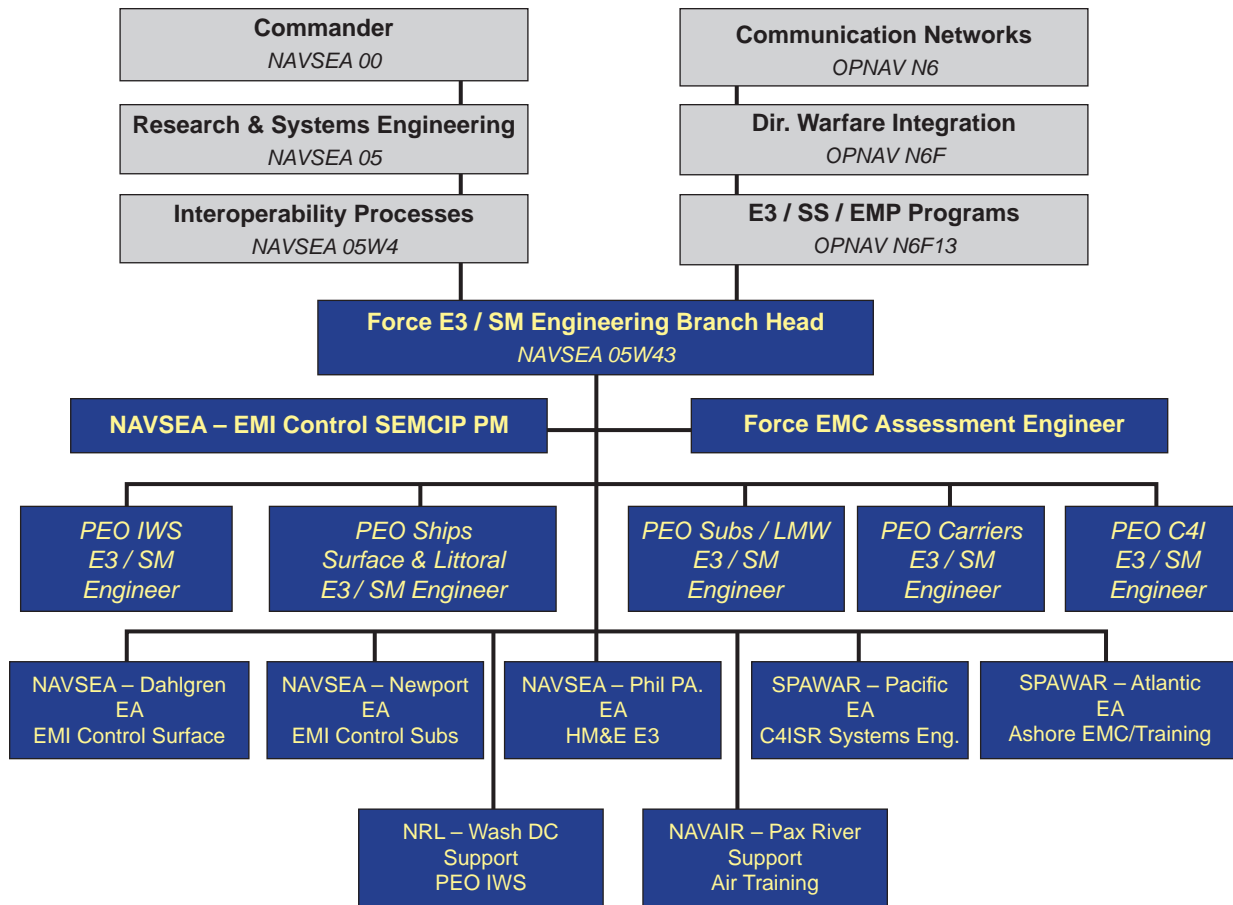 Commander
NAVSEA 00
Communication Networks
OPNAV N6
Research & Systems Engineering
NAVSEA 05
Dir. Warfare Integration
OPNAV N6F
Interoperability Processes
NAVSEA 05W4
E3 / SS / EMP Programs
OPNAV N6F13
Force E3 / SM Engineering Branch Head
NAVSEA 05W43
NAVSEA – EMI Control SEMCIP PM
Force EMC Assessment Engineer
PEO IWS
E3 / SM
Engineer
PEO Ships
Surface & Littoral
E3 / SM Engineer
PEO Subs / LMW
E3 / SM
Engineer
PEO Carriers
E3 / SM
Engineer
PEO C4I
E3 / SM
Engineer
NAVSEA – Dahlgren
EA
EMI Control Surface
NAVSEA – Newport
EA
EMI Control Subs
NAVSEA – Phil PA.
EA
HM&E E3
SPAWAR – Pacific
EA
C4ISR Systems Eng.
SPAWAR – Atlantic
EA
Ashore EMC/Training
NRL – Wash DC
Support
PEO IWS
NAVAIR – Pax River
Support
Air Training